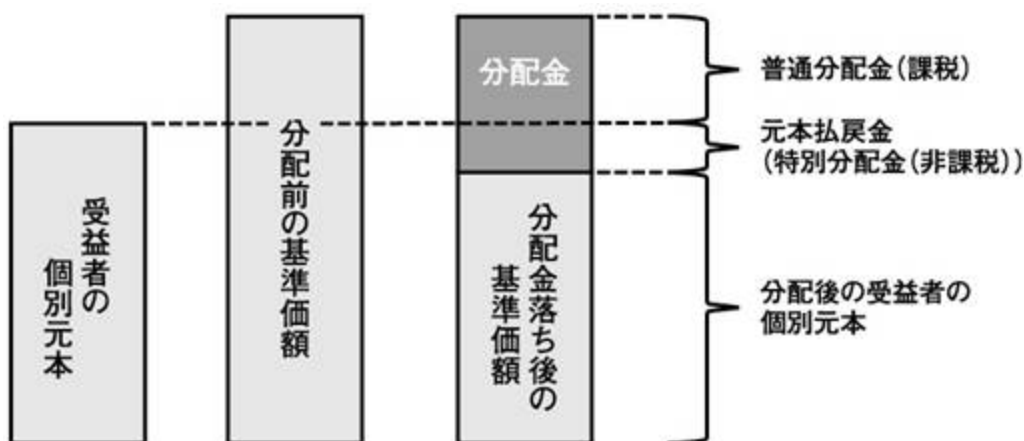 受益者の
個別元本
分配前の基準価額
分配金
分配金落ち後の
基準価額
普通分配金(課税)
元本払戻金
(特別分配金(非課税))
分配後の受益者の
個別元本